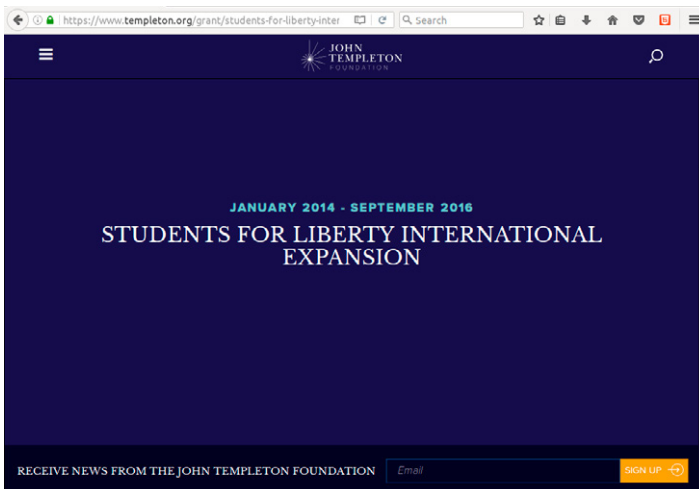 https://www.templeton.org/grant/students-for-liberty-inter
Search
JOHN
TEMPLETON
FOUNDATION
JANUARY 2014 - SEPTEMBER 2016
STUDENTS FOR LIBERTY INTERNATIONAL
EXPANSION
RECEIVE NEWS FROM THE JOHN TEMPLETON FOUNDATION
Email
SIGN UP